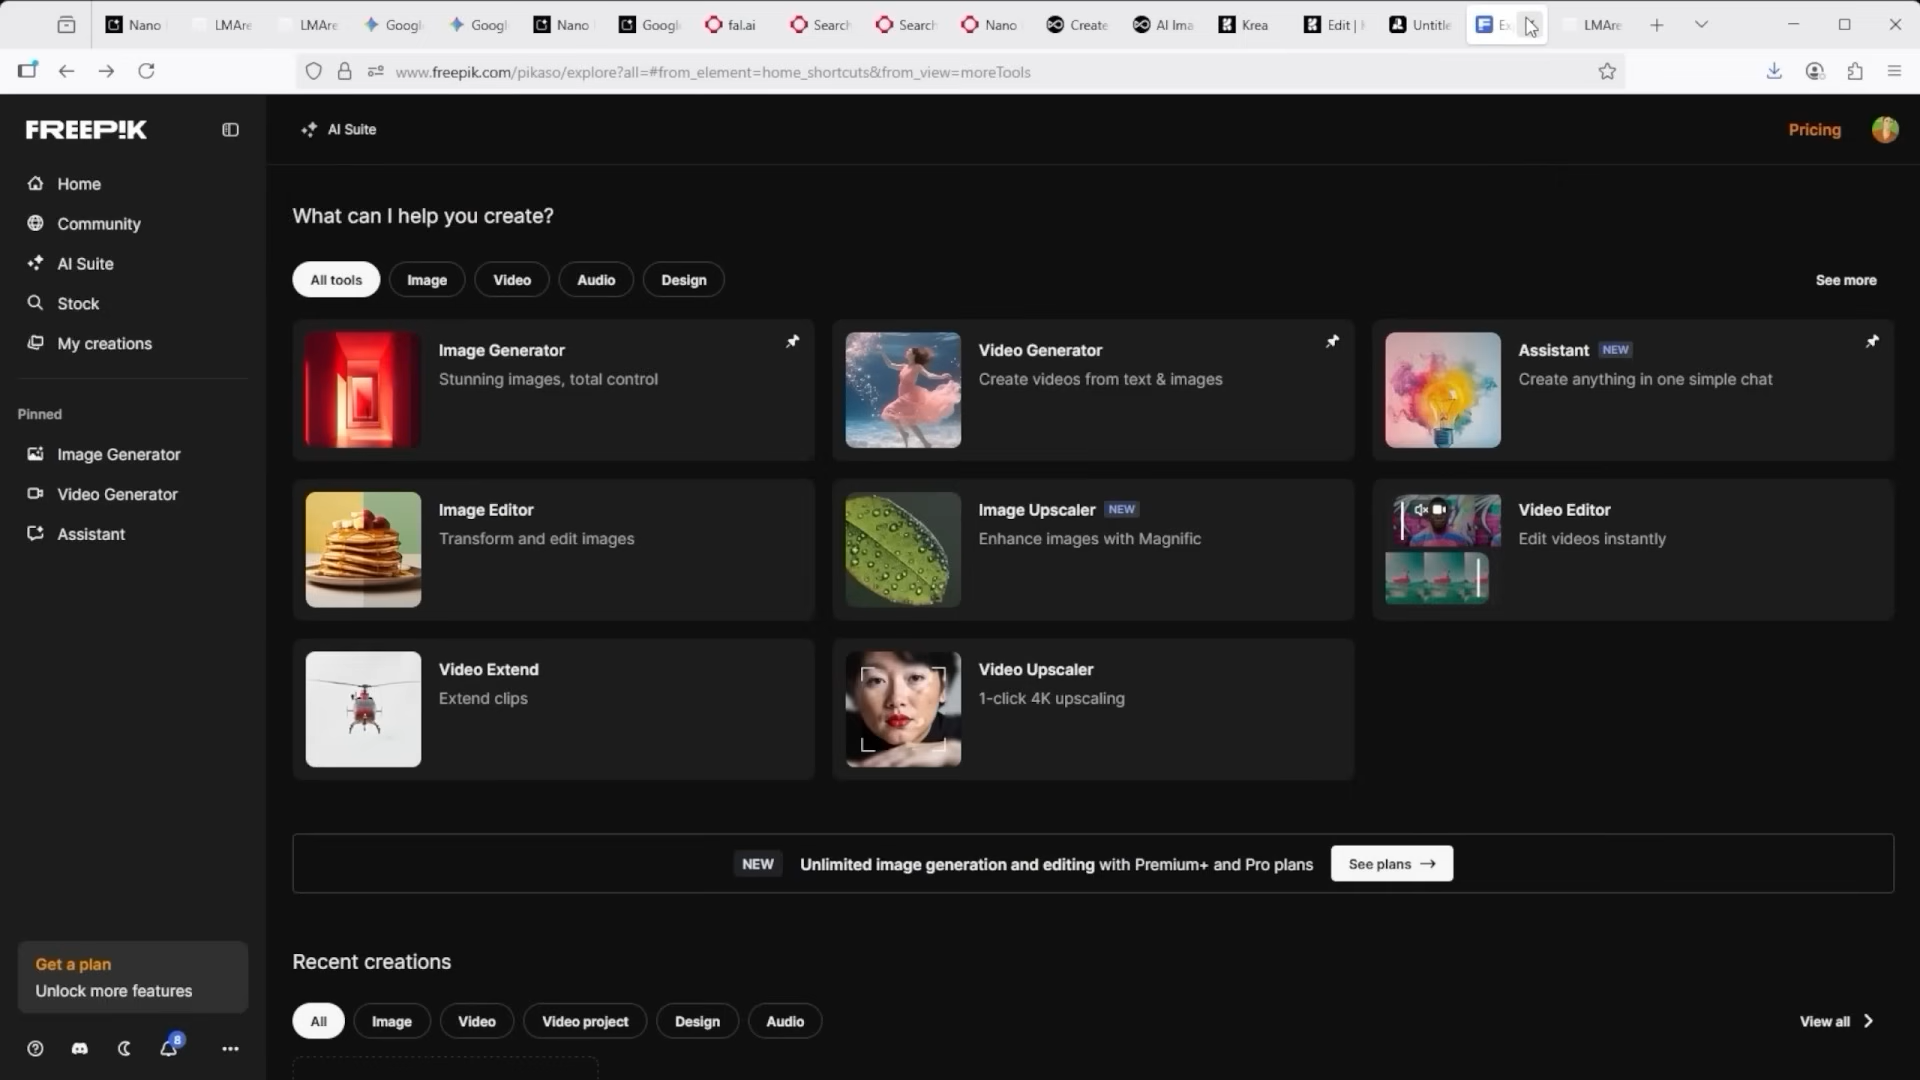 Nano
LMAre
LMAre
Googl
Googl
Nano
Googl
fal.ai
Search
Search
Nano
Create
AI Ima
Krea
Edit |
Untitle
Ex
LMAre
www.freepik.com/pikaso/explore?all=#from_element=home_shortcuts&from_view=moreTools
FREEP!K
AI Suite
Pricing
Home
Community
AI Suite
Stock
My creations
Pinned
Image Generator
Video Generator
Assistant
What can I help you create?
All tools
Image
Video
Audio
Design
See more
Image Generator
Stunning images, total control
Video Generator
Create videos from text & images
Assistant NEW
Create anything in one simple chat
Image Editor
Transform and edit images
Image Upscaler NEW
Enhance images with Magnific
Video Editor
Edit videos instantly
Video Extend
Extend clips
Video Upscaler
1-click 4K upscaling
NEW Unlimited image generation and editing with Premium+ and Pro plans See plans →
Recent creations
All
Image
Video
Video project
Design
Audio
View all
Get a plan
Unlock more features
8